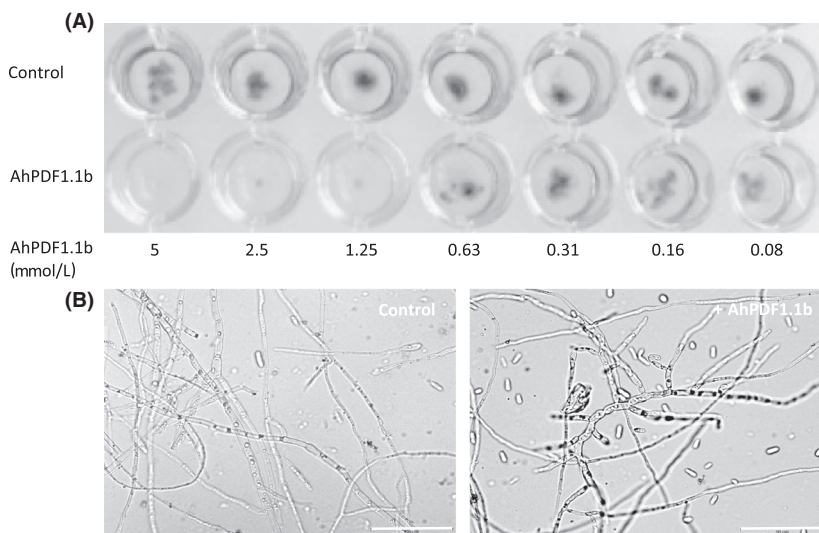 (A)
Control
AhPDF1.1b
AhPDF1.1b
(mmol/L)
5 2.5 1.25 0.63 0.31 0.16 0.08
(B)
Control
+ AhPDF1.1b